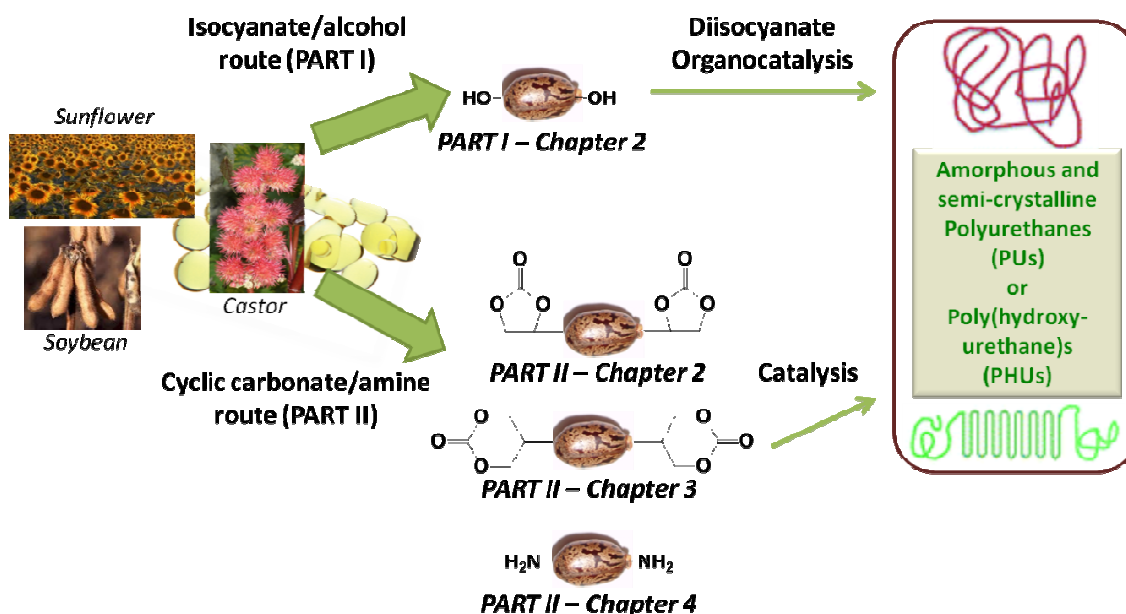 Isocyanate/alcohol
route (PART I)
Diisocyanate
Organocatalysis
HO
OH
PART I – Chapter 2
Sunflower
Castor
Soybean
Amorphous and
semi-crystalline
Polyurethanes
(PUs)
or
Poly(hydroxy-
urethane)s
(PHUs)
Cyclic carbonate/amine
route (PART II)
O
O O
O
O O
PART II – Chapter 2
Catalysis
O
O
O
O
O
O
PART II – Chapter 3
H₂N
NH₂
PART II – Chapter 4